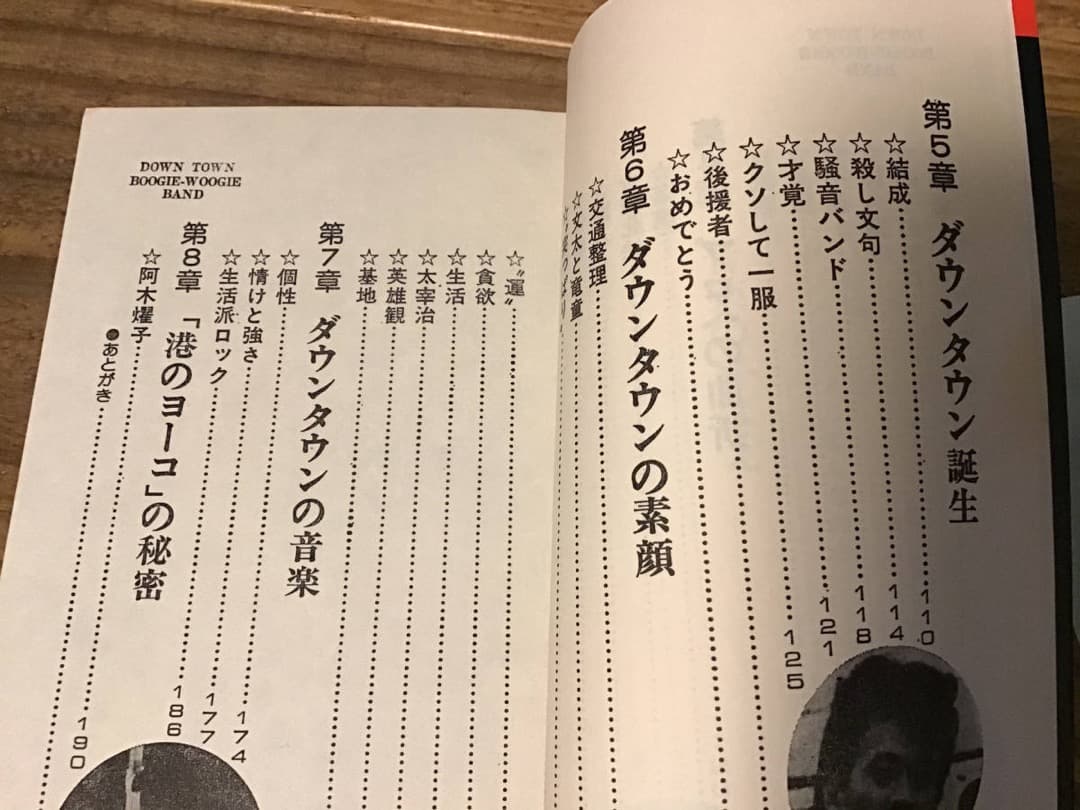 第5章 ダウンタウン誕生
☆結成………110
☆殺し文句………114
☆騒音バンド………118
☆才覚………121
☆クソして一服………125
☆後援者………
☆おめでとう………
第6章 ダウンタウンの素顔
☆交通整理………
☆文太と竜童………
DOWN TOWN
BOOGIE-WOOGIE
BAND
☆〝運〟………
☆貪欲………
☆生活………
☆太宰治………
☆英雄観………
☆基地………
第7章 ダウンタウンの音楽
☆個性………174
☆情けと強さ………177
☆生活派ロック………186
第8章 「港のヨーコ」の秘密
☆阿木燿子………190
●あとがき………